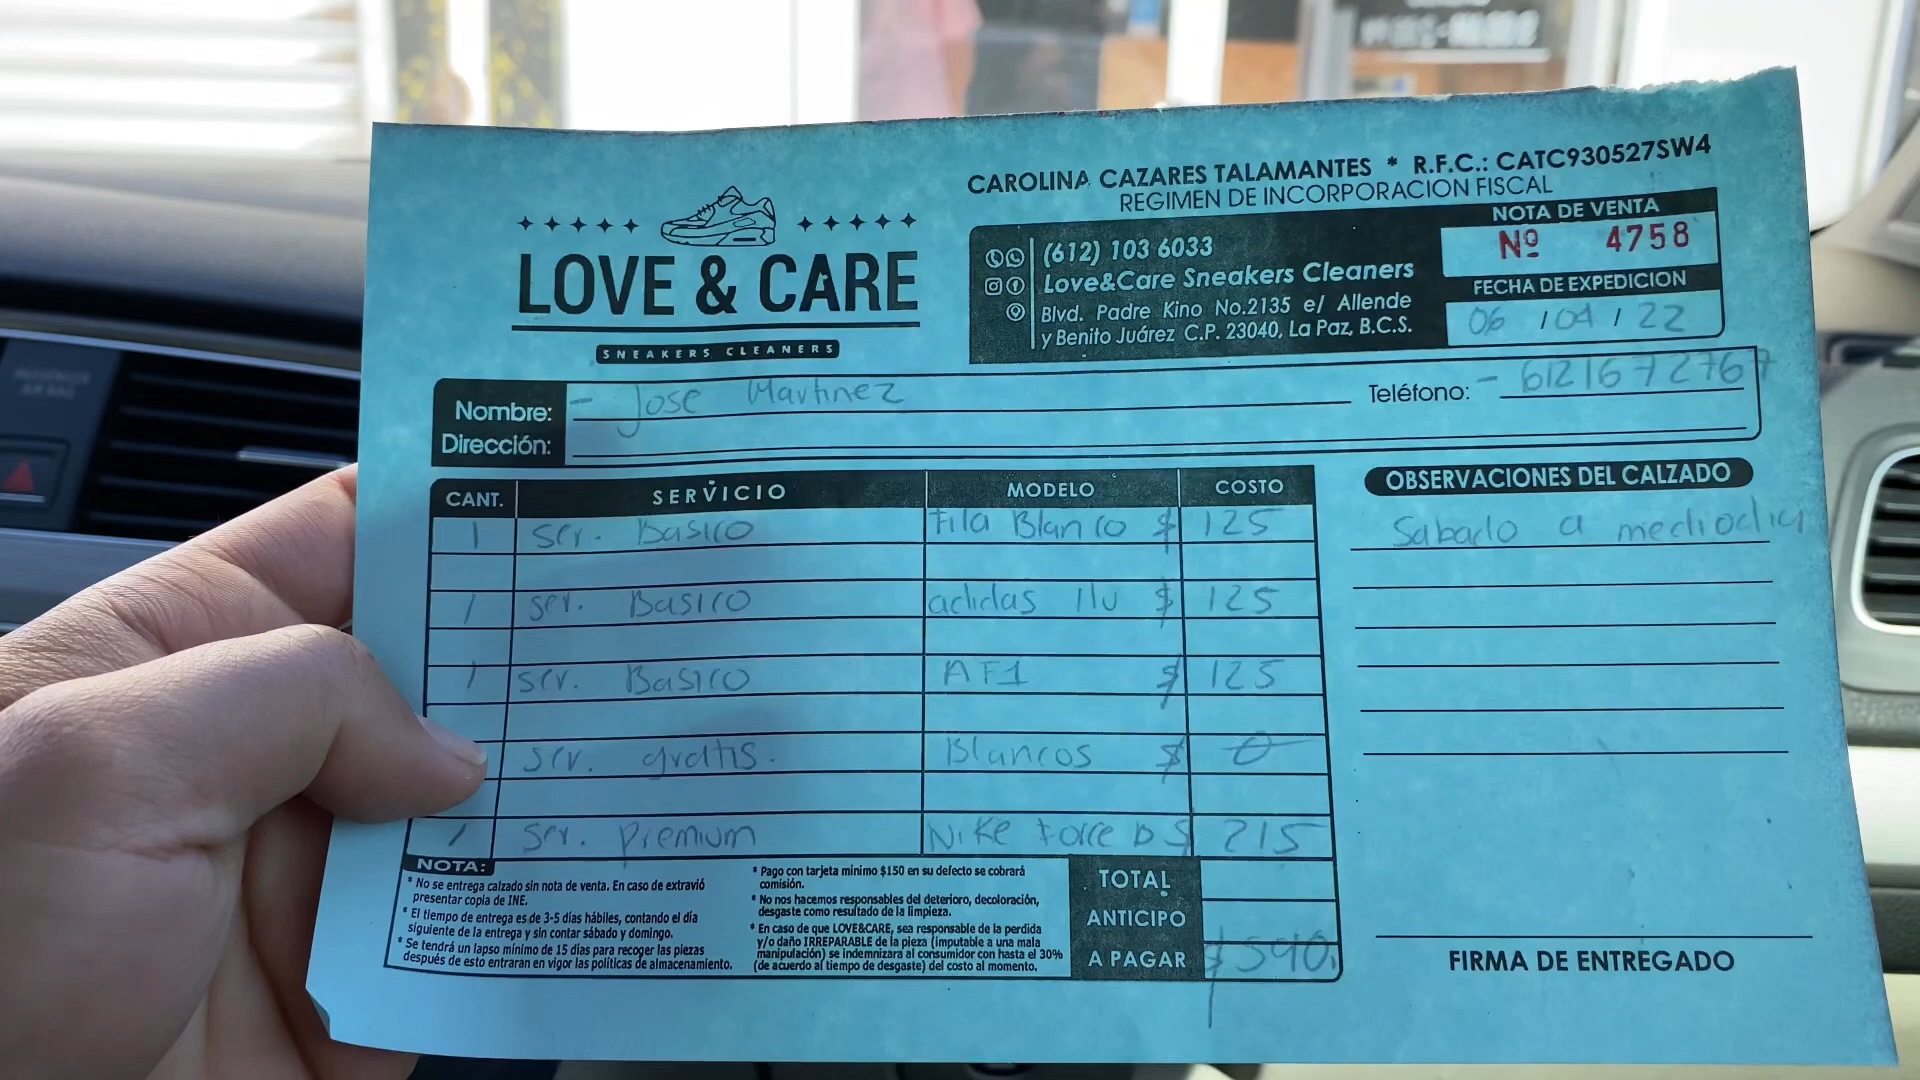 CAROLINA CAZARES TALAMANTES * R.F.C.: CATC930527SW4
REGIMEN DE INCORPORACION FISCAL
LOVE & CARE
SNEAKERS CLEANERS
(612) 103 6033
Love&Care Sneakers Cleaners
Blvd. Padre Kino No.2135 e/ Allende
y Benito Juárez C.P. 23040, La Paz, B.C.S.
NOTA DE VENTA
Nº 4758
FECHA DE EXPEDICION
06 / 04 / 22
Nombre: - Jose Martinez Teléfono: - 6121672767
Dirección:
CANT. SERVICIO MODELO COSTO
1 ser. Basico Fila Blanco $ 125
1 ser. Basico adidas $ 125
1 ser. Basico AF1 $ 125
ser. gratis. Blancos $ 0
1 ser. premium Nike Force b $ 215
OBSERVACIONES DEL CALZADO
Sabado a mediodia
NOTA:
* No se entrega calzado sin nota de venta. En caso de extravió
presentar copia de INE.
* El tiempo de entrega es de 3-5 días hábiles, contando el día
siguiente de la entrega y sin contar sábado y domingo.
* Se tendrá un lapso mínimo de 15 días para recoger las piezas
después de esto entraran en vigor las políticas de almacenamiento.
* Pago con tarjeta mínimo $150 en su defecto se cobrará
comisión.
* No nos hacemos responsables del deterioro, decoloración,
desgaste como resultado de la limpieza.
* En caso de que LOVE&CARE, sea responsable de la perdida
y/o daño IRREPARABLE de la pieza (imputable a una mala
manipulación) se indemnizara al consumidor con hasta el 30%
(de acuerdo al tiempo de desgaste) del costo al momento.
TOTAL
ANTICIPO
A PAGAR $590.
FIRMA DE ENTREGADO